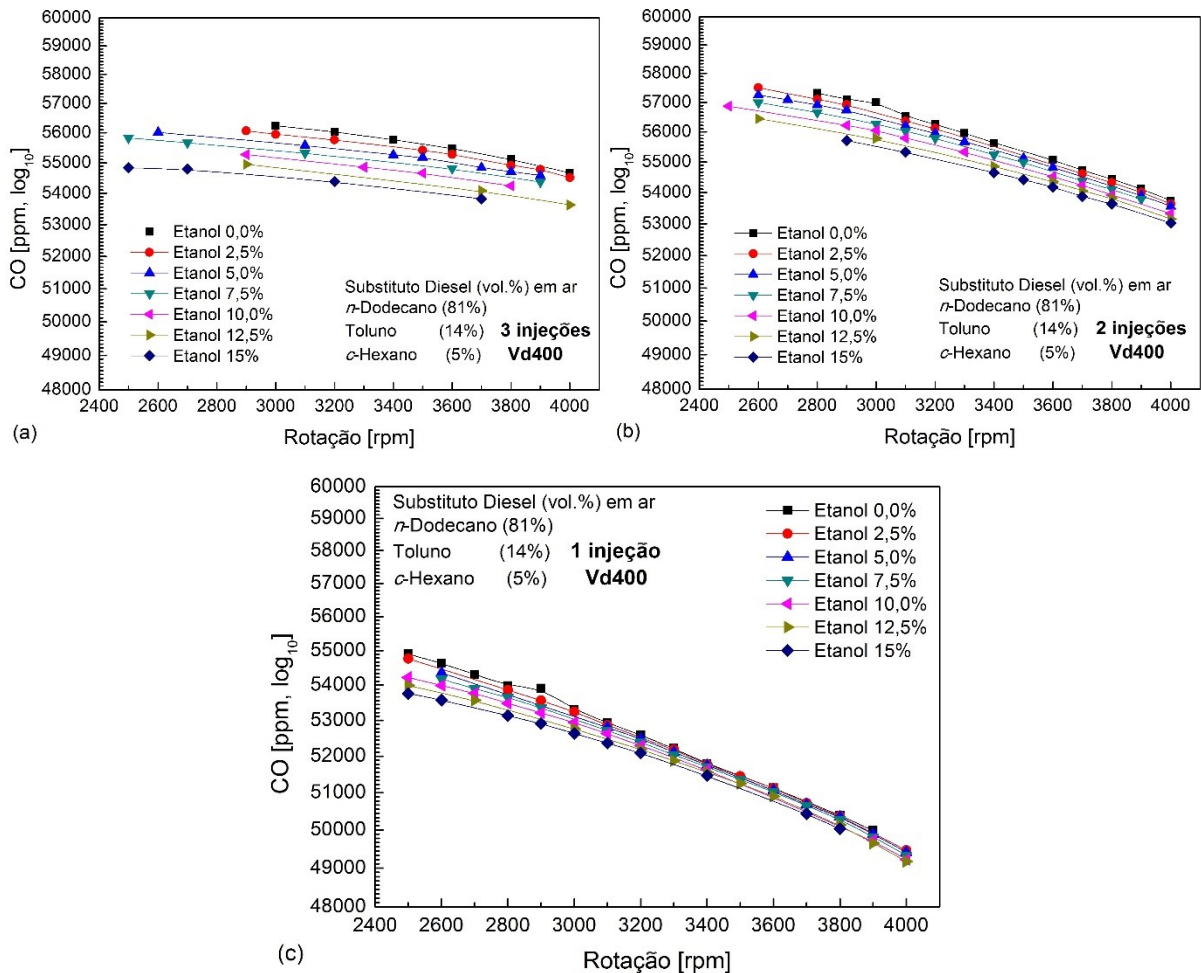 60000
59000
58000
57000
56000
55000
54000
53000
52000
51000
50000
49000
48000
CO [ppm, log10]
Etanol 0,0%
Etanol 2,5%
Etanol 5,0%
Etanol 7,5%
Etanol 10,0%
Etanol 12,5%
Etanol 15%
Substituto Diesel (vol.%) em ar
n-Dodecano (81%)
Toluno (14%) 3 injeções
c-Hexano (5%) Vd400
2400 2600 2800 3000 3200 3400 3600 3800 4000
(a) Rotação [rpm]
60000
59000
58000
57000
56000
55000
54000
53000
52000
51000
50000
49000
48000
CO [ppm, log10]
Etanol 0,0%
Etanol 2,5%
Etanol 5,0%
Etanol 7,5%
Etanol 10,0%
Etanol 12,5%
Etanol 15%
Substituto Diesel (vol.%) em ar
n-Dodecano (81%)
Toluno (14%) 2 injeções
c-Hexano (5%) Vd400
2400 2600 2800 3000 3200 3400 3600 3800 4000
(b) Rotação [rpm]
60000
59000
58000
57000
56000
55000
54000
53000
52000
51000
50000
49000
48000
CO [ppm, log10]
Substituto Diesel (vol.%) em ar
n-Dodecano (81%)
Toluno (14%) 1 injeção
c-Hexano (5%) Vd400
Etanol 0,0%
Etanol 2,5%
Etanol 5,0%
Etanol 7,5%
Etanol 10,0%
Etanol 12,5%
Etanol 15%
2400 2600 2800 3000 3200 3400 3600 3800 4000
(c) Rotação [rpm]